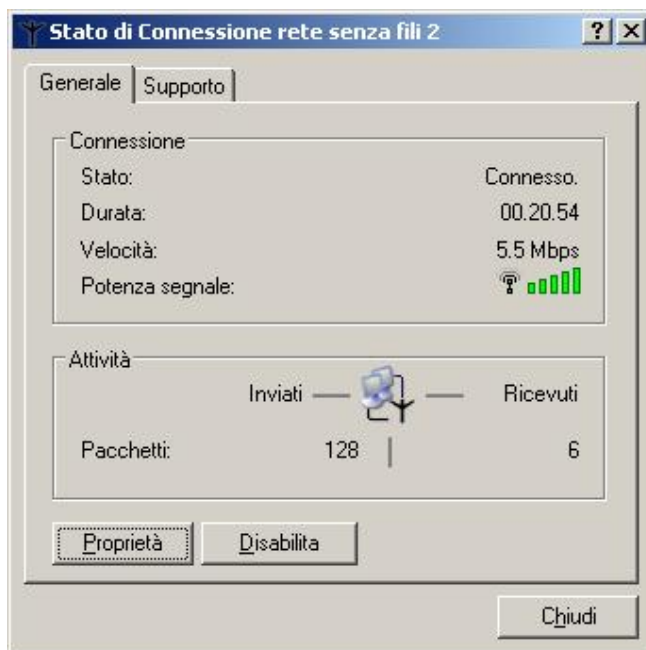 Stato di Connessione rete senza fili 2
Generale Supporto
Connessione
Stato: Connesso.
Durata: 00.20.54
Velocità: 5.5 Mbps
Potenza segnale:
Attività
Inviati Ricevuti
Pacchetti: 128 6
Proprietà Disabilita
Chiudi